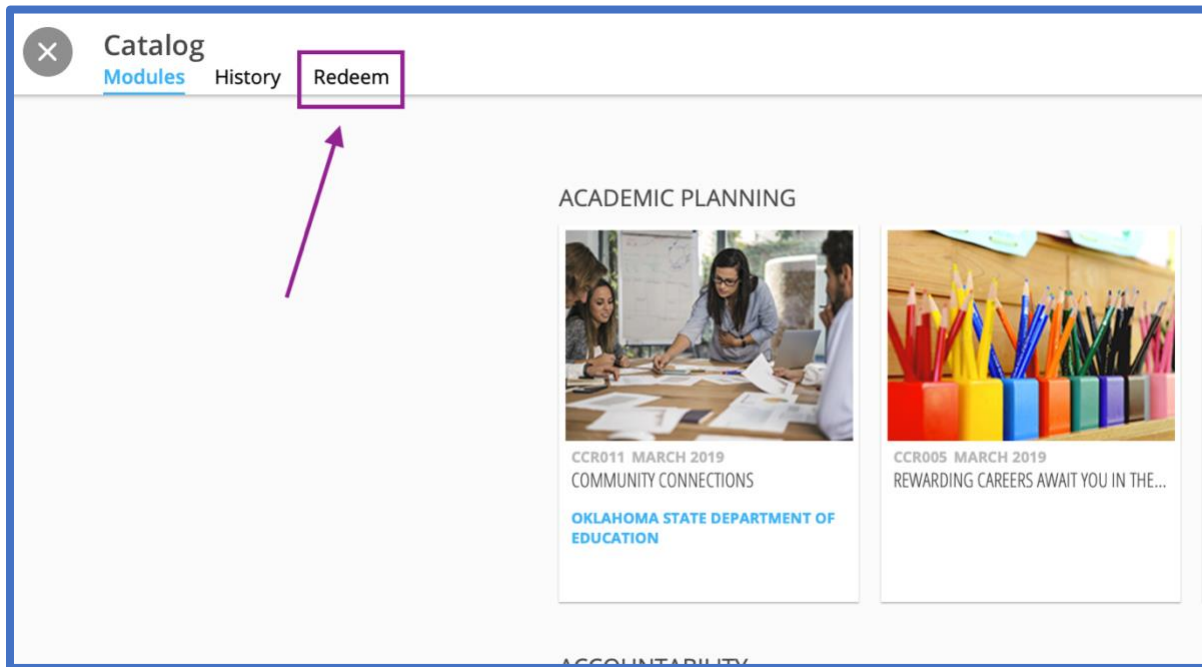 Catalog
Modules History Redeem
ACADEMIC PLANNING
CCR011 MARCH 2019
COMMUNITY CONNECTIONS
OKLAHOMA STATE DEPARTMENT OF
EDUCATION
CCR005 MARCH 2019
REWARDING CAREERS AWAIT YOU IN THE...
ACCOUNTABILITY